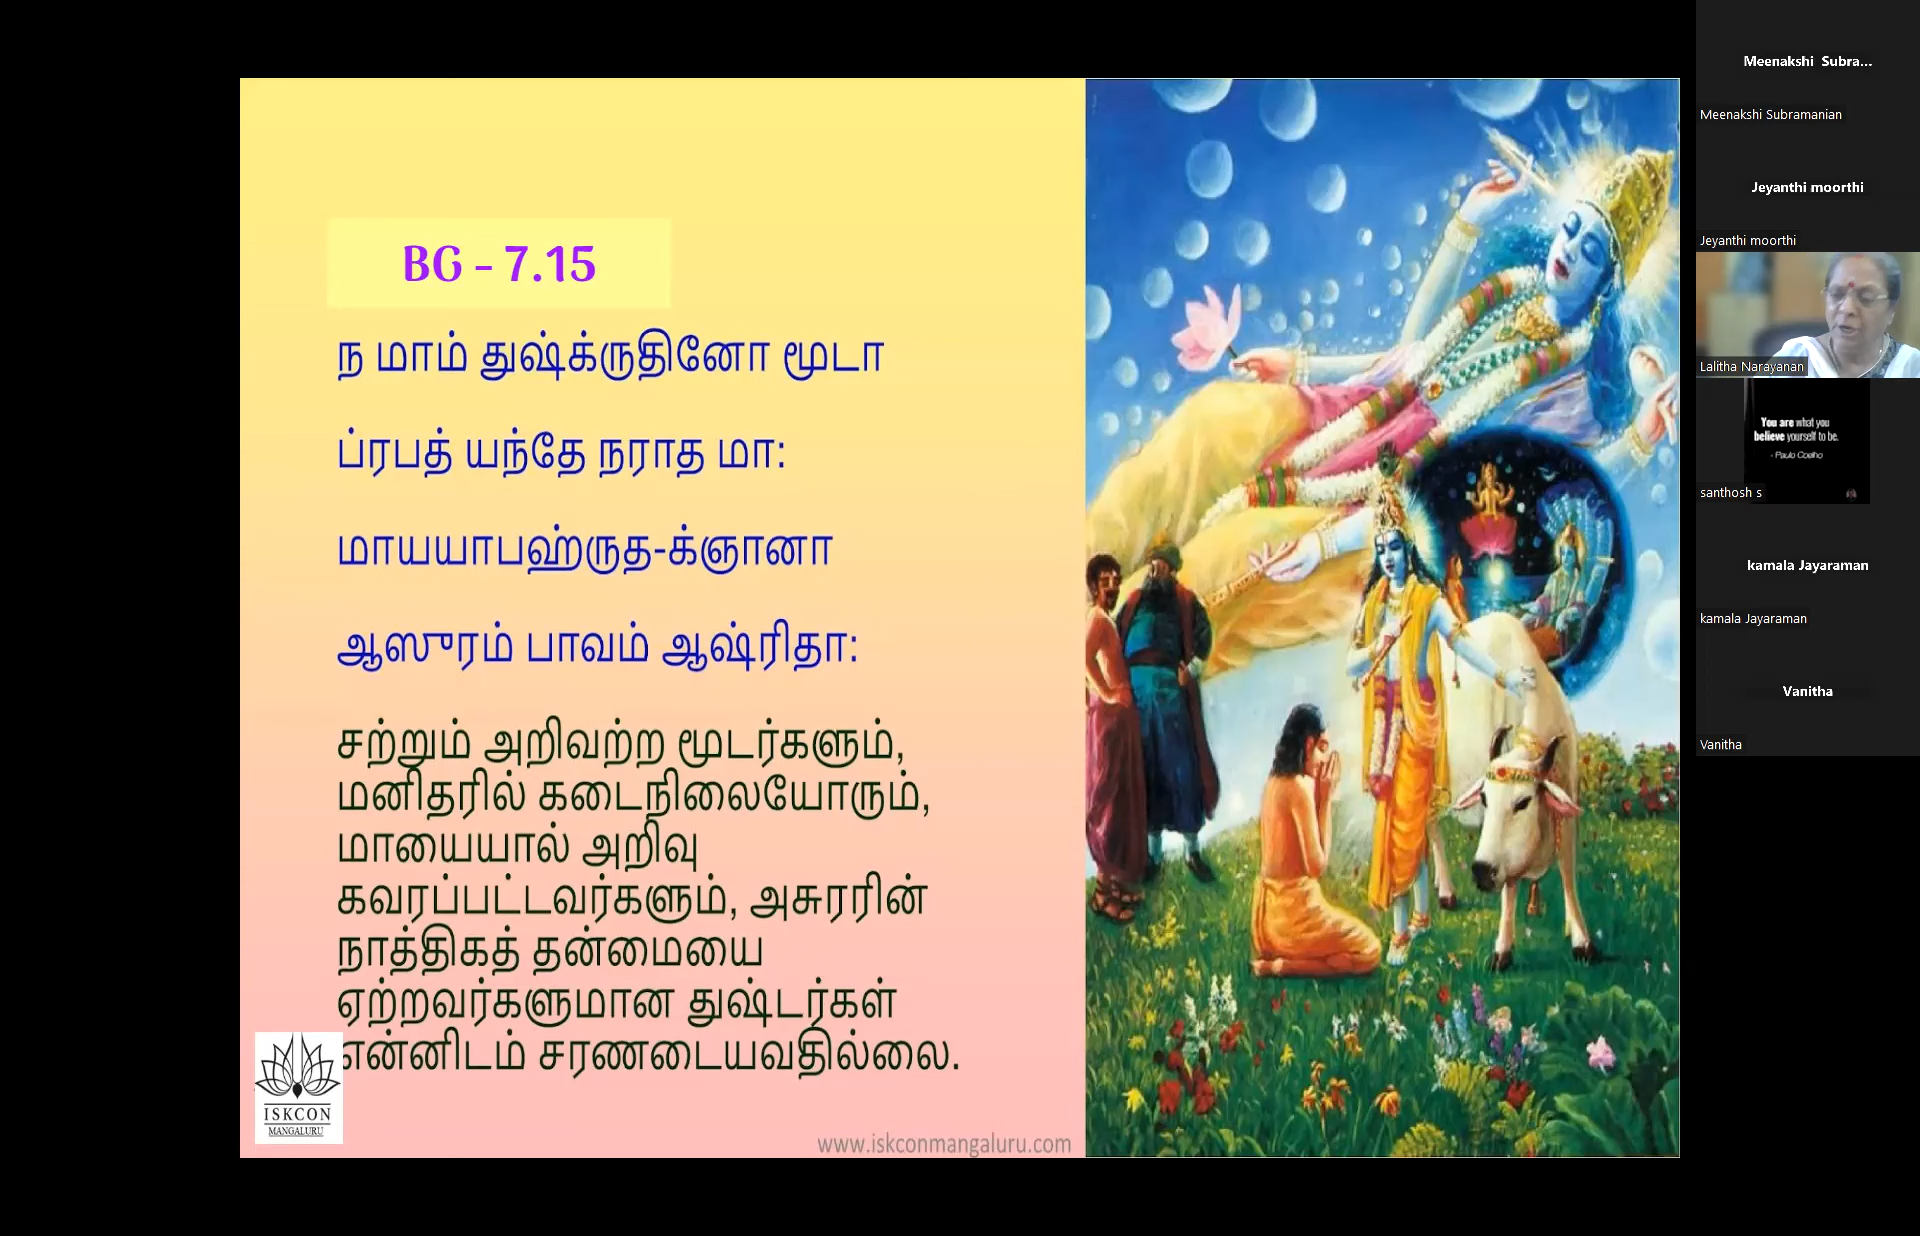 BG - 7.15
ந மாம் துஷ்க்ருதினோ மூடா
ப்ரபத் யந்தே நராத மா:
மாயயாபஹ்ருத-க்ஞானா
ஆஸுரம் பாவம் ஆஷ்ரிதா:
சற்றும் அறிவற்ற மூடர்களும்,
மனிதரில் கடைநிலையோரும்,
மாயையால் அறிவு
கவரப்பட்டவர்களும், அசுரரின்
நாத்திகத் தன்மையை
ஏற்றவர்களுமான துஷ்டர்கள்
என்னிடம் சரணடையவதில்லை.
ISKCON
MANGALURU
www.iskconmangaluru.com
Meenakshi Subra...
Meenakshi Subramanian
Jeyanthi moorthi
Jeyanthi moorthi
Lalitha Narayanan
You are what you
believe yourself to be.
- Paulo Coelho
santhosh s
kamala Jayaraman
kamala Jayaraman
Vanitha
Vanitha